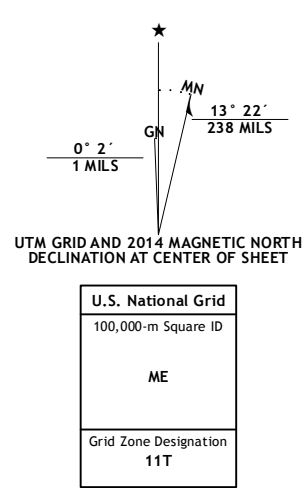 ★
MN
GN
13° 22´
238 MILS
0° 2´
1 MILS
UTM GRID AND 2014 MAGNETIC NORTH
DECLINATION AT CENTER OF SHEET
U.S. National Grid
100,000-m Square ID
ME
Grid Zone Designation
11T